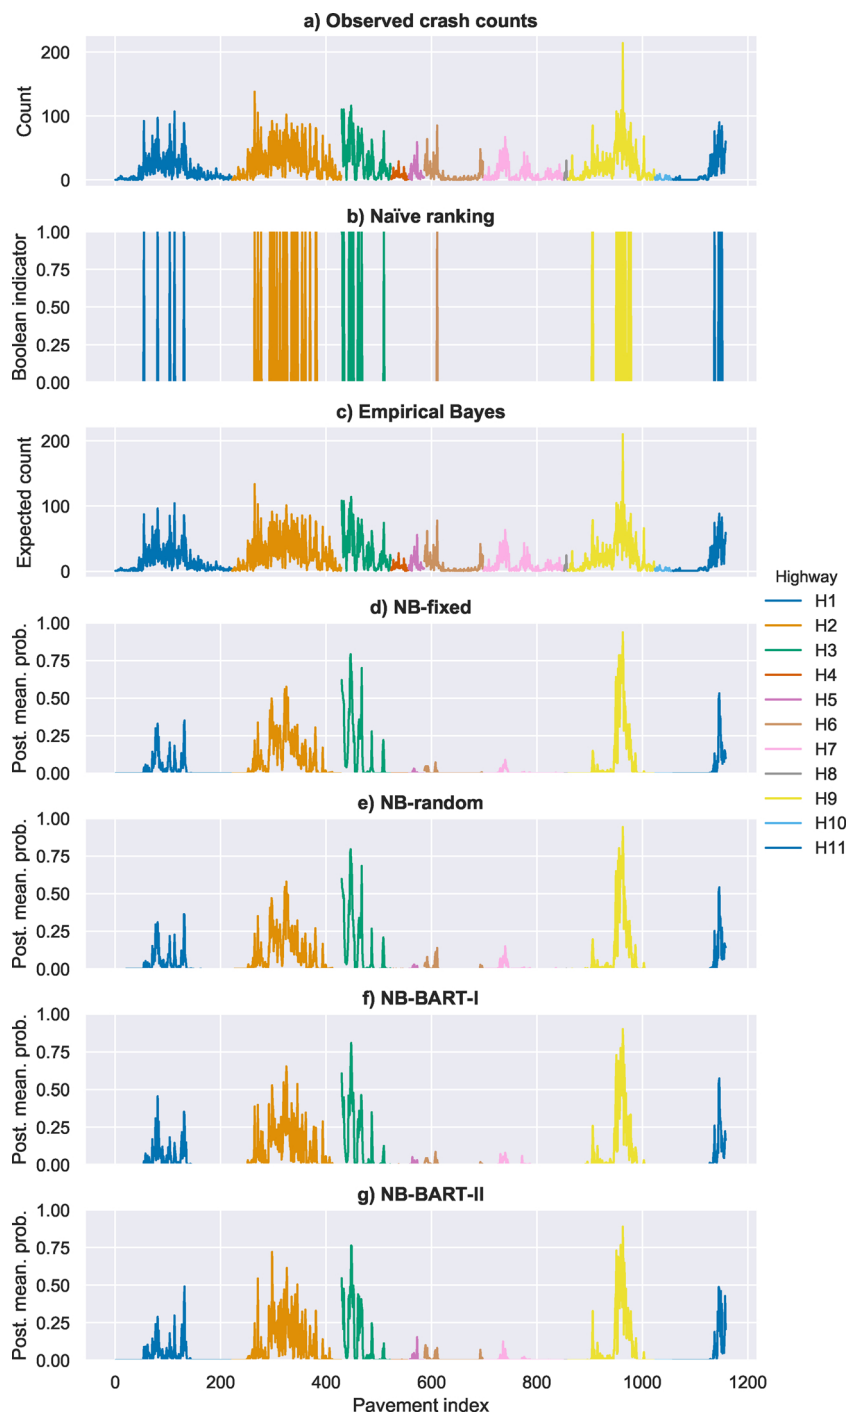 a) Observed crash counts
200
100
0
Count
b) Naïve ranking
1.00
0.75
0.50
0.25
0.00
Boolean indicator
c) Empirical Bayes
200
100
0
Expected count
d) NB-fixed
1.00
0.75
0.50
0.25
0.00
Post. mean. prob.
e) NB-random
1.00
0.75
0.50
0.25
0.00
Post. mean. prob.
f) NB-BART-I
1.00
0.75
0.50
0.25
0.00
Post. mean. prob.
g) NB-BART-II
1.00
0.75
0.50
0.25
0.00
Post. mean. prob.
0 200 400 600 800 1000 1200
Pavement index
Highway
H1
H2
H3
H4
H5
H6
H7
H8
H9
H10
H11